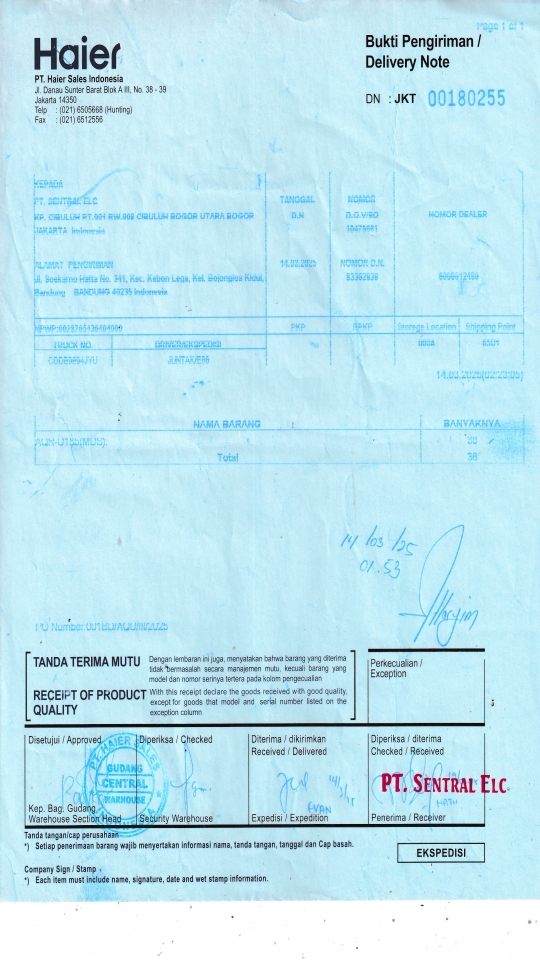 Page 1 of 1
Haier
Bukti Pengiriman /
Delivery Note
PT. Haier Sales Indonesia
Jl. Danau Sunter Barat Blok A III, No. 38 - 39
Jakarta 14350
Telp : (021) 6505668 (Hunting)
Fax : (021) 6512556
DN : JKT 00180255
KEPADA
PT. SENTRAL ELC
TANGGAL
D.N
NOMOR
D.O.V/SO
NOMOR DEALER
KP. CIBULUH RT.001 RW.008 CIBULUH BOGOR UTARA BOGOR
JAKARTA Indonesia
ALAMAT PENGIRIMAN
14.03.2025
NOMOR D.N.
Jl. Soekarno Hatta No. 341, Kec. Kebon Lega, Kel. Bojongloa Kidul,
Bandung BANDUNG 40235 Indonesia
PKP
Storage Location
Shipping Point
TRUCK NO.
NAMA BARANG
BANYAKNYA
Total
38
14/03/25
01.53
TANDA TERIMA MUTU
Dengan lembaran ini juga, menyatakan bahwa barang yang diterima
tidak bermasalah secara manajemen mutu, kecuali barang yang
model dan nomor serinya tertera pada kolom pengecualian
RECEIPT OF PRODUCT
QUALITY
With this receipt declare the goods received with good quality,
except for goods that model and serial number listed on the
exception column
Perkecualian /
Exception
Disetujui / Approved
Diperiksa / Checked
Diterima / dikirimkan
Received / Delivered
Diperiksa / diterima
Checked / Received
PT. HAIER SALES
GUDANG
CENTRAL
WAREHOUSE
EVAN
PT. SENTRAL ELC
Kep. Bag. Gudang
Warehouse Section Head
Security Warehouse
Expedisi / Expedition
Penerima / Receiver
Tanda tangan/cap perusahaan
*) Setiap penerimaan barang wajib menyertakan informasi nama, tanda tangan, tanggal dan Cap basah.
EKSPEDISI
Company Sign / Stamp
*) Each item must include name, signature, date and wet stamp information.